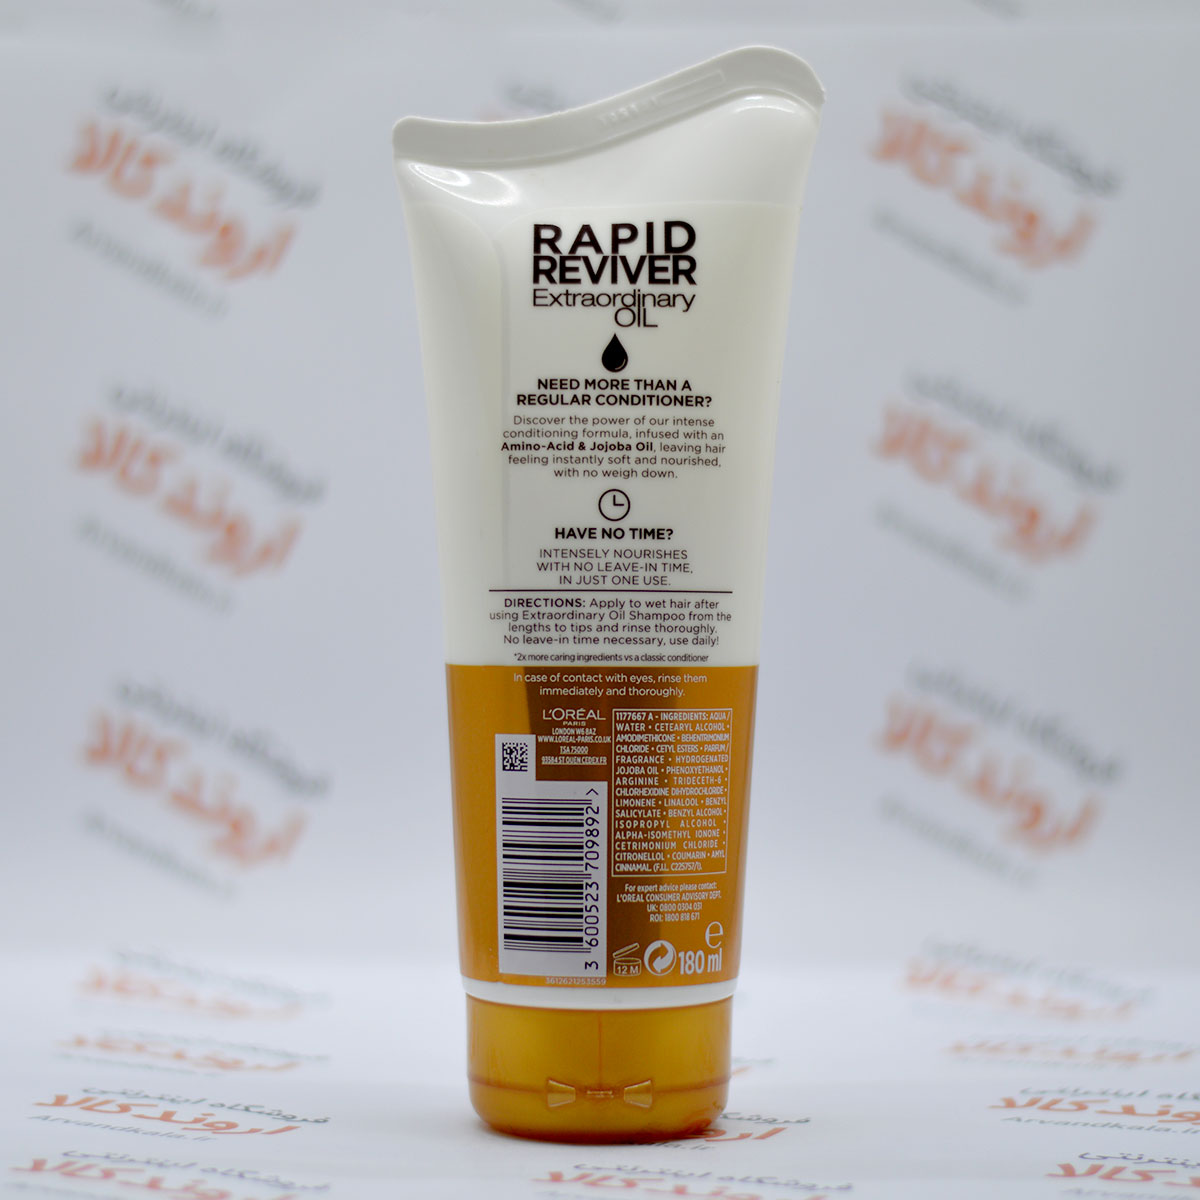 RAPID
REVIVER
Extraordinary
OIL
NEED MORE THAN A
REGULAR CONDITIONER?
Discover the power of our intense
conditioning formula, infused with an
Amino-Acid & Jojoba Oil, leaving hair
feeling instantly soft and nourished,
with no weigh down.
HAVE NO TIME?
INTENSELY NOURISHES
WITH NO LEAVE-IN TIME,
IN JUST ONE USE.
DIRECTIONS: Apply to wet hair after
using Extraordinary Oil Shampoo from the
lengths to tips and rinse thoroughly.
No leave-in time necessary, use daily!
*2x more caring ingredients vs a classic conditioner
In case of contact with eyes, rinse them
immediately and thoroughly.
L'ORÉAL
PARIS
LONDON W6 8AZ
WWW.LOREAL-PARIS.CO.UK
TSA 75000
93584 ST OUEN CEDEX FR
1177667 A - INGREDIENTS: AQUA /
WATER • CETEARYL ALCOHOL •
AMODIMETHICONE • BEHENTRIMONIUM
CHLORIDE • CETYL ESTERS • PARFUM /
FRAGRANCE • HYDROGENATED
JOJOBA OIL • PHENOXYETHANOL •
ARGININE • TRIDECETH-6 •
CHLORHEXIDINE DIHYDROCHLORIDE •
LIMONENE • LINALOOL • BENZYL
SALICYLATE • BENZYL ALCOHOL •
ISOPROPYL ALCOHOL •
ALPHA-ISOMETHYL IONONE •
CETRIMONIUM CHLORIDE •
CITRONELLOL • COUMARIN • AMYL
CINNAMAL. (F.I.L. C225757/1).
For expert advice please contact:
L'OREAL CONSUMER ADVISORY DEPT.
UK: 0800 0304 031
ROI: 1800 818 671
3 600523 709892 >
12 M
e
180 ml
3612621253559
فروشگاه اینترنتی
اروند کالا
Arvandkala.ir